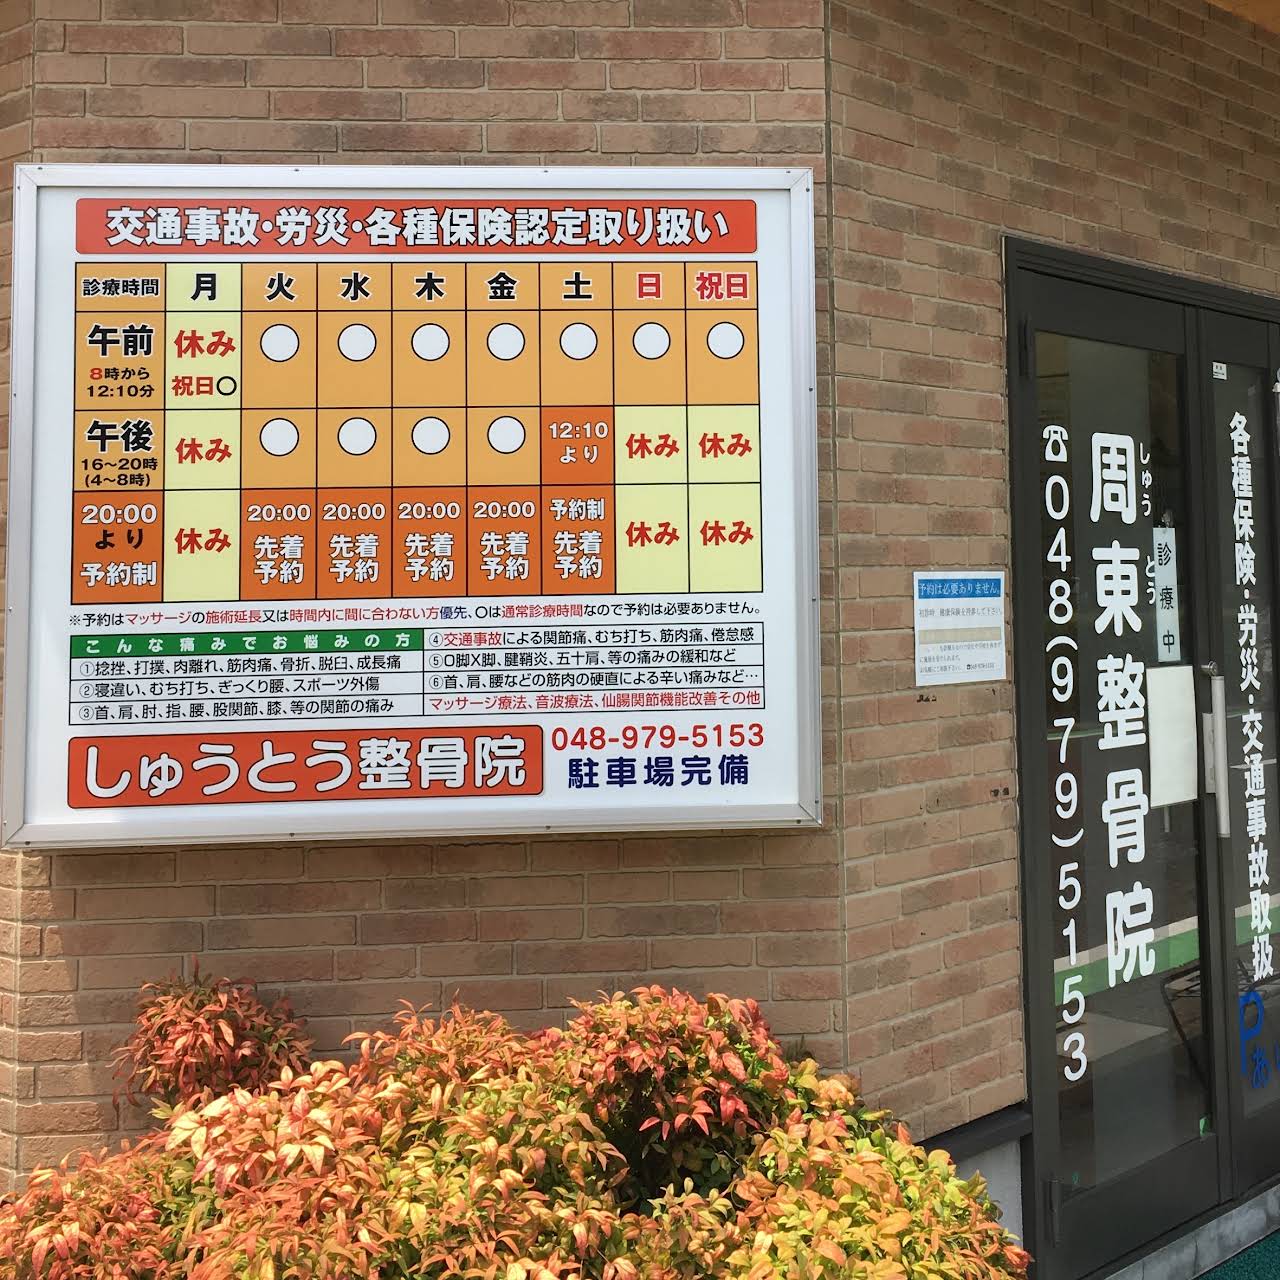 交通事故・労災・各種保険認定取り扱い
診療時間 月 火 水 木 金 土 日 祝日
午前 8時から 12:10分 休み 祝日〇 〇 〇 〇 〇 〇 〇 〇
午後 16〜20時 (4〜8時) 休み 〇 〇 〇 〇 12:10より 休み 休み
20:00より 予約制 休み 20:00 先着予約 20:00 先着予約 20:00 先着予約 20:00 先着予約 予約制 先着予約 休み 休み
※予約はマッサージの施術延長又は時間内に間に合わない方優先、〇は通常診療時間なので予約は必要ありません。
こんな痛みでお悩みの方
①捻挫、打撲、肉離れ、筋肉痛、骨折、脱臼、成長痛
②寝違い、むち打ち、ぎっくり腰、スポーツ外傷
③首、肩、肘、指、腰、股関節、膝、等の関節の痛み
④交通事故による関節痛、むち打ち、筋肉痛、倦怠感
⑤O脚X脚、腱鞘炎、五十肩、等の痛みの緩和など
⑥首、肩、腰などの筋肉の硬直による辛い痛みなど…
マッサージ療法、音波療法、仙腸関節機能改善その他
しゅうとう整骨院
048-979-5153
駐車場完備
予約は必要ありません。
診療中
しゅう とう
周東整骨院
☎048(979)5153
各種保険・労災・交通事故取扱
Pあり